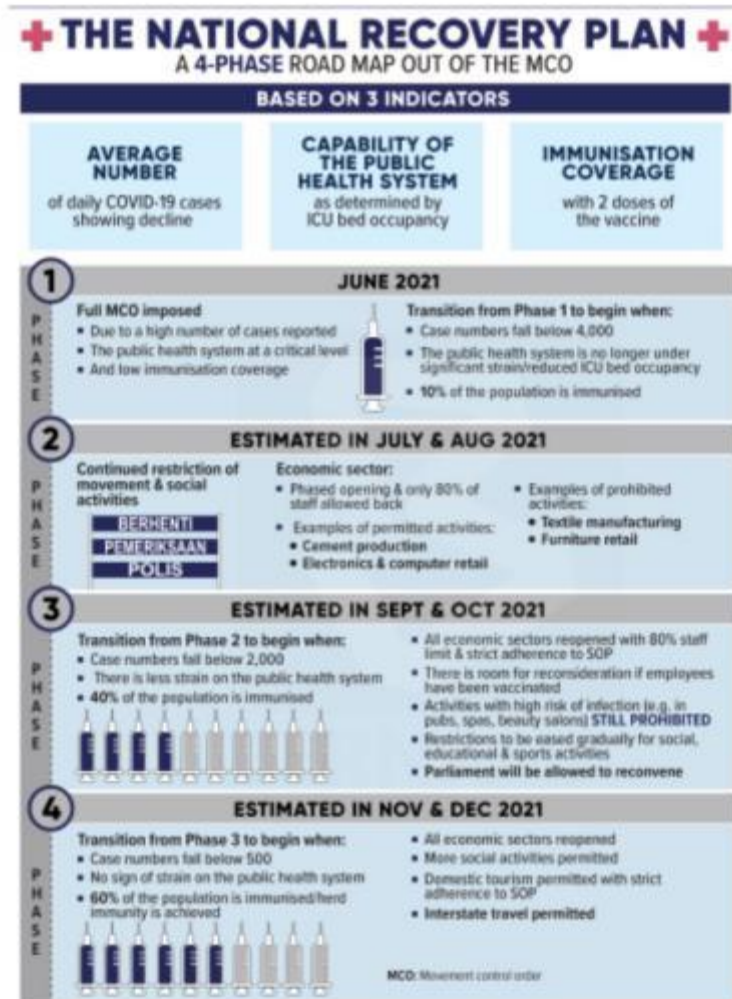 THE NATIONAL RECOVERY PLAN
A 4-PHASE ROAD MAP OUT OF THE MCO
BASED ON 3 INDICATORS
AVERAGE
NUMBER
of daily COVID-19 cases
showing decline
CAPABILITY OF
THE PUBLIC
HEALTH SYSTEM
as determined by
ICU bed occupancy
IMMUNISATION
COVERAGE
with 2 doses of
the vaccine
1
PHASE
JUNE 2021
Full MCO imposed
• Due to a high number of cases reported
• The public health system at a critical level
• And low immunisation coverage
Transition from Phase 1 to begin when:
• Case numbers fall below 4,000
• The public health system is no longer under
significant strain/reduced ICU bed occupancy
• 10% of the population is immunised
2
PHASE
ESTIMATED IN JULY & AUG 2021
Continued restriction of
movement & social
activities
BERHENTI
PEMERIKSAAN
POLIS
Economic sector:
• Phased opening & only 80% of
staff allowed back
• Examples of permitted activities:
• Cement production
• Electronics & computer retail
• Examples of prohibited
activities:
• Textile manufacturing
• Furniture retail
3
PHASE
ESTIMATED IN SEPT & OCT 2021
Transition from Phase 2 to begin when:
• Case numbers fall below 2,000
• There is less strain on the public health system
• 40% of the population is immunised
• All economic sectors reopened with 80% staff
limit & strict adherence to SOP
• There is room for reconsideration if employees
have been vaccinated
• Activities with high risk of infection (e.g. in
pubs, spas, beauty salons) STILL PROHIBITED
• Restrictions to be eased gradually for social,
educational & sports activities
• Parliament will be allowed to reconvene
4
PHASE
ESTIMATED IN NOV & DEC 2021
Transition from Phase 3 to begin when:
• Case numbers fall below 500
• No sign of strain on the public health system
• 60% of the population is immunised/herd
immunity is achieved
• All economic sectors reopened
• More social activities permitted
• Domestic tourism permitted with strict
adherence to SOP
• Interstate travel permitted
MCO: Movement control order